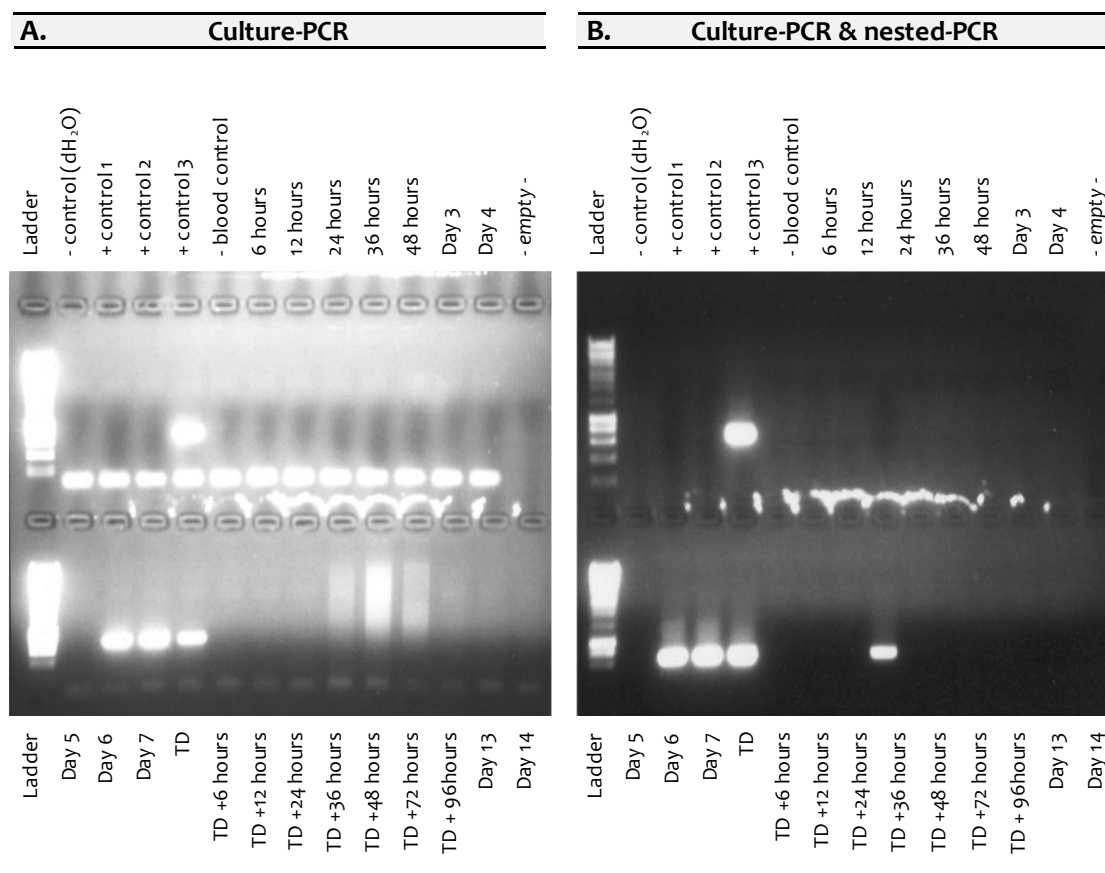 A. Culture-PCR
B. Culture-PCR & nested-PCR
Ladder
- control (dH₂O)
+ control 1
+ control 2
+ control 3
- blood control
6 hours
12 hours
24 hours
36 hours
48 hours
Day 3
Day 4
- empty -
Ladder
- control (dH₂O)
+ control 1
+ control 2
+ control 3
- blood control
6 hours
12 hours
24 hours
36 hours
48 hours
Day 3
Day 4
- empty -
Ladder
Day 5
Day 6
Day 7
TD
TD +6 hours
TD +12 hours
TD +24 hours
TD +36 hours
TD +48 hours
TD +72 hours
TD + 96hours
Day 13
Day 14
Ladder
Day 5
Day 6
Day 7
TD
TD +6 hours
TD +12 hours
TD +24 hours
TD +36 hours
TD +48 hours
TD +72 hours
TD + 96hours
Day 13
Day 14